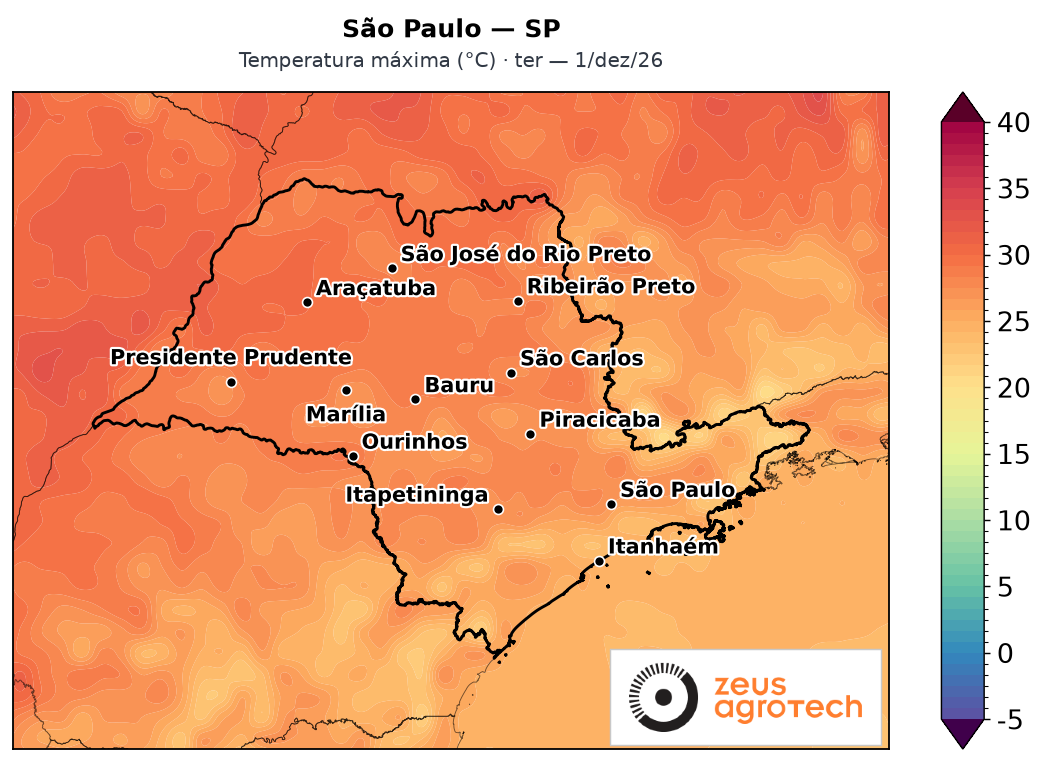 São Paulo — SP
Temperatura máxima (°C) · ter — 1/dez/26
São José do Rio Preto
Araçatuba
Ribeirão Preto
Presidente Prudente
São Carlos
Bauru
Marília
Piracicaba
Ourinhos
Itapetininga
São Paulo
Itanhaém
40
35
30
25
20
15
10
5
0
-5
zeus
agrotech